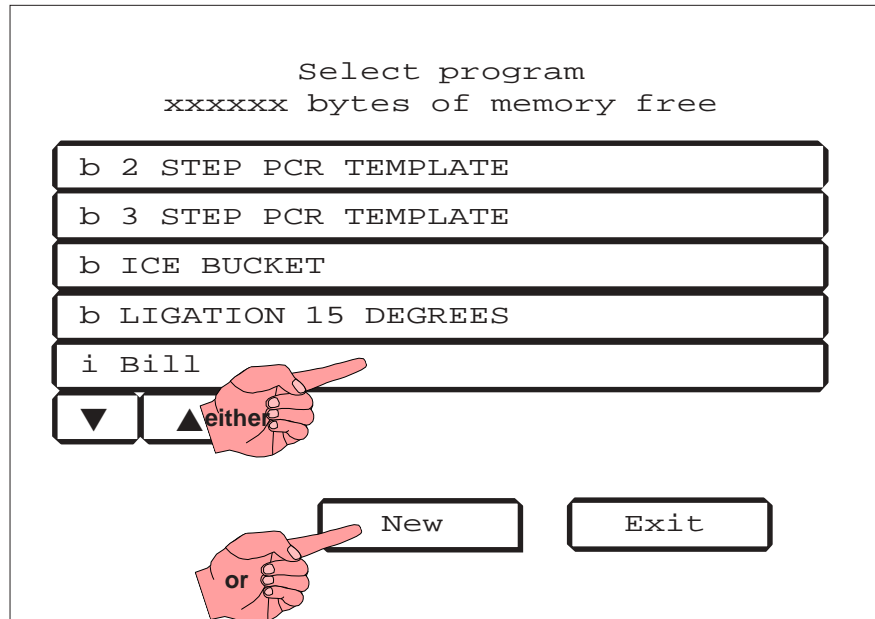 Select program
xxxxxx bytes of memory free
b 2 STEP PCR TEMPLATE
b 3 STEP PCR TEMPLATE
b ICE BUCKET
b LIGATION 15 DEGREES
i Bill
either
New
Exit
or